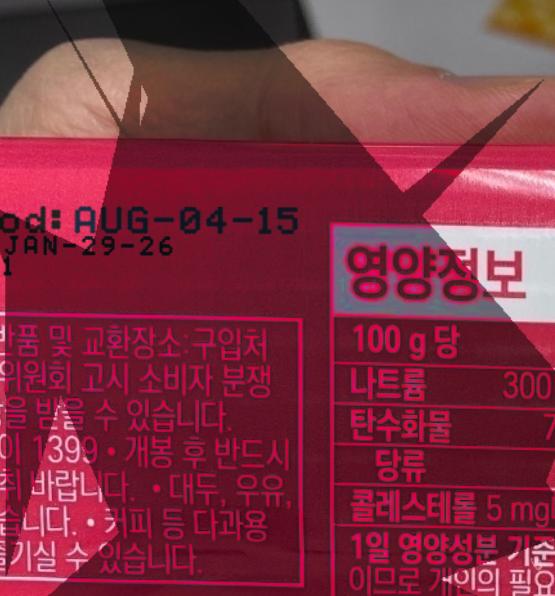 od: AUG-04-15
JAN-29-26
1
반품 및 교환장소:구입처
위원회 고시 소비자 분쟁
을 받을 수 있습니다.
이 1399 • 개봉 후 반드시
바랍니다. • 대두, 우유,
습니다. • 커피 등 다과용
즐기실 수 있습니다.
영양정보
100 g 당
나트륨 300
탄수화물 7
당류
콜레스테롤 5 mg
1일 영양성분 기준
이므로 개인의 필요